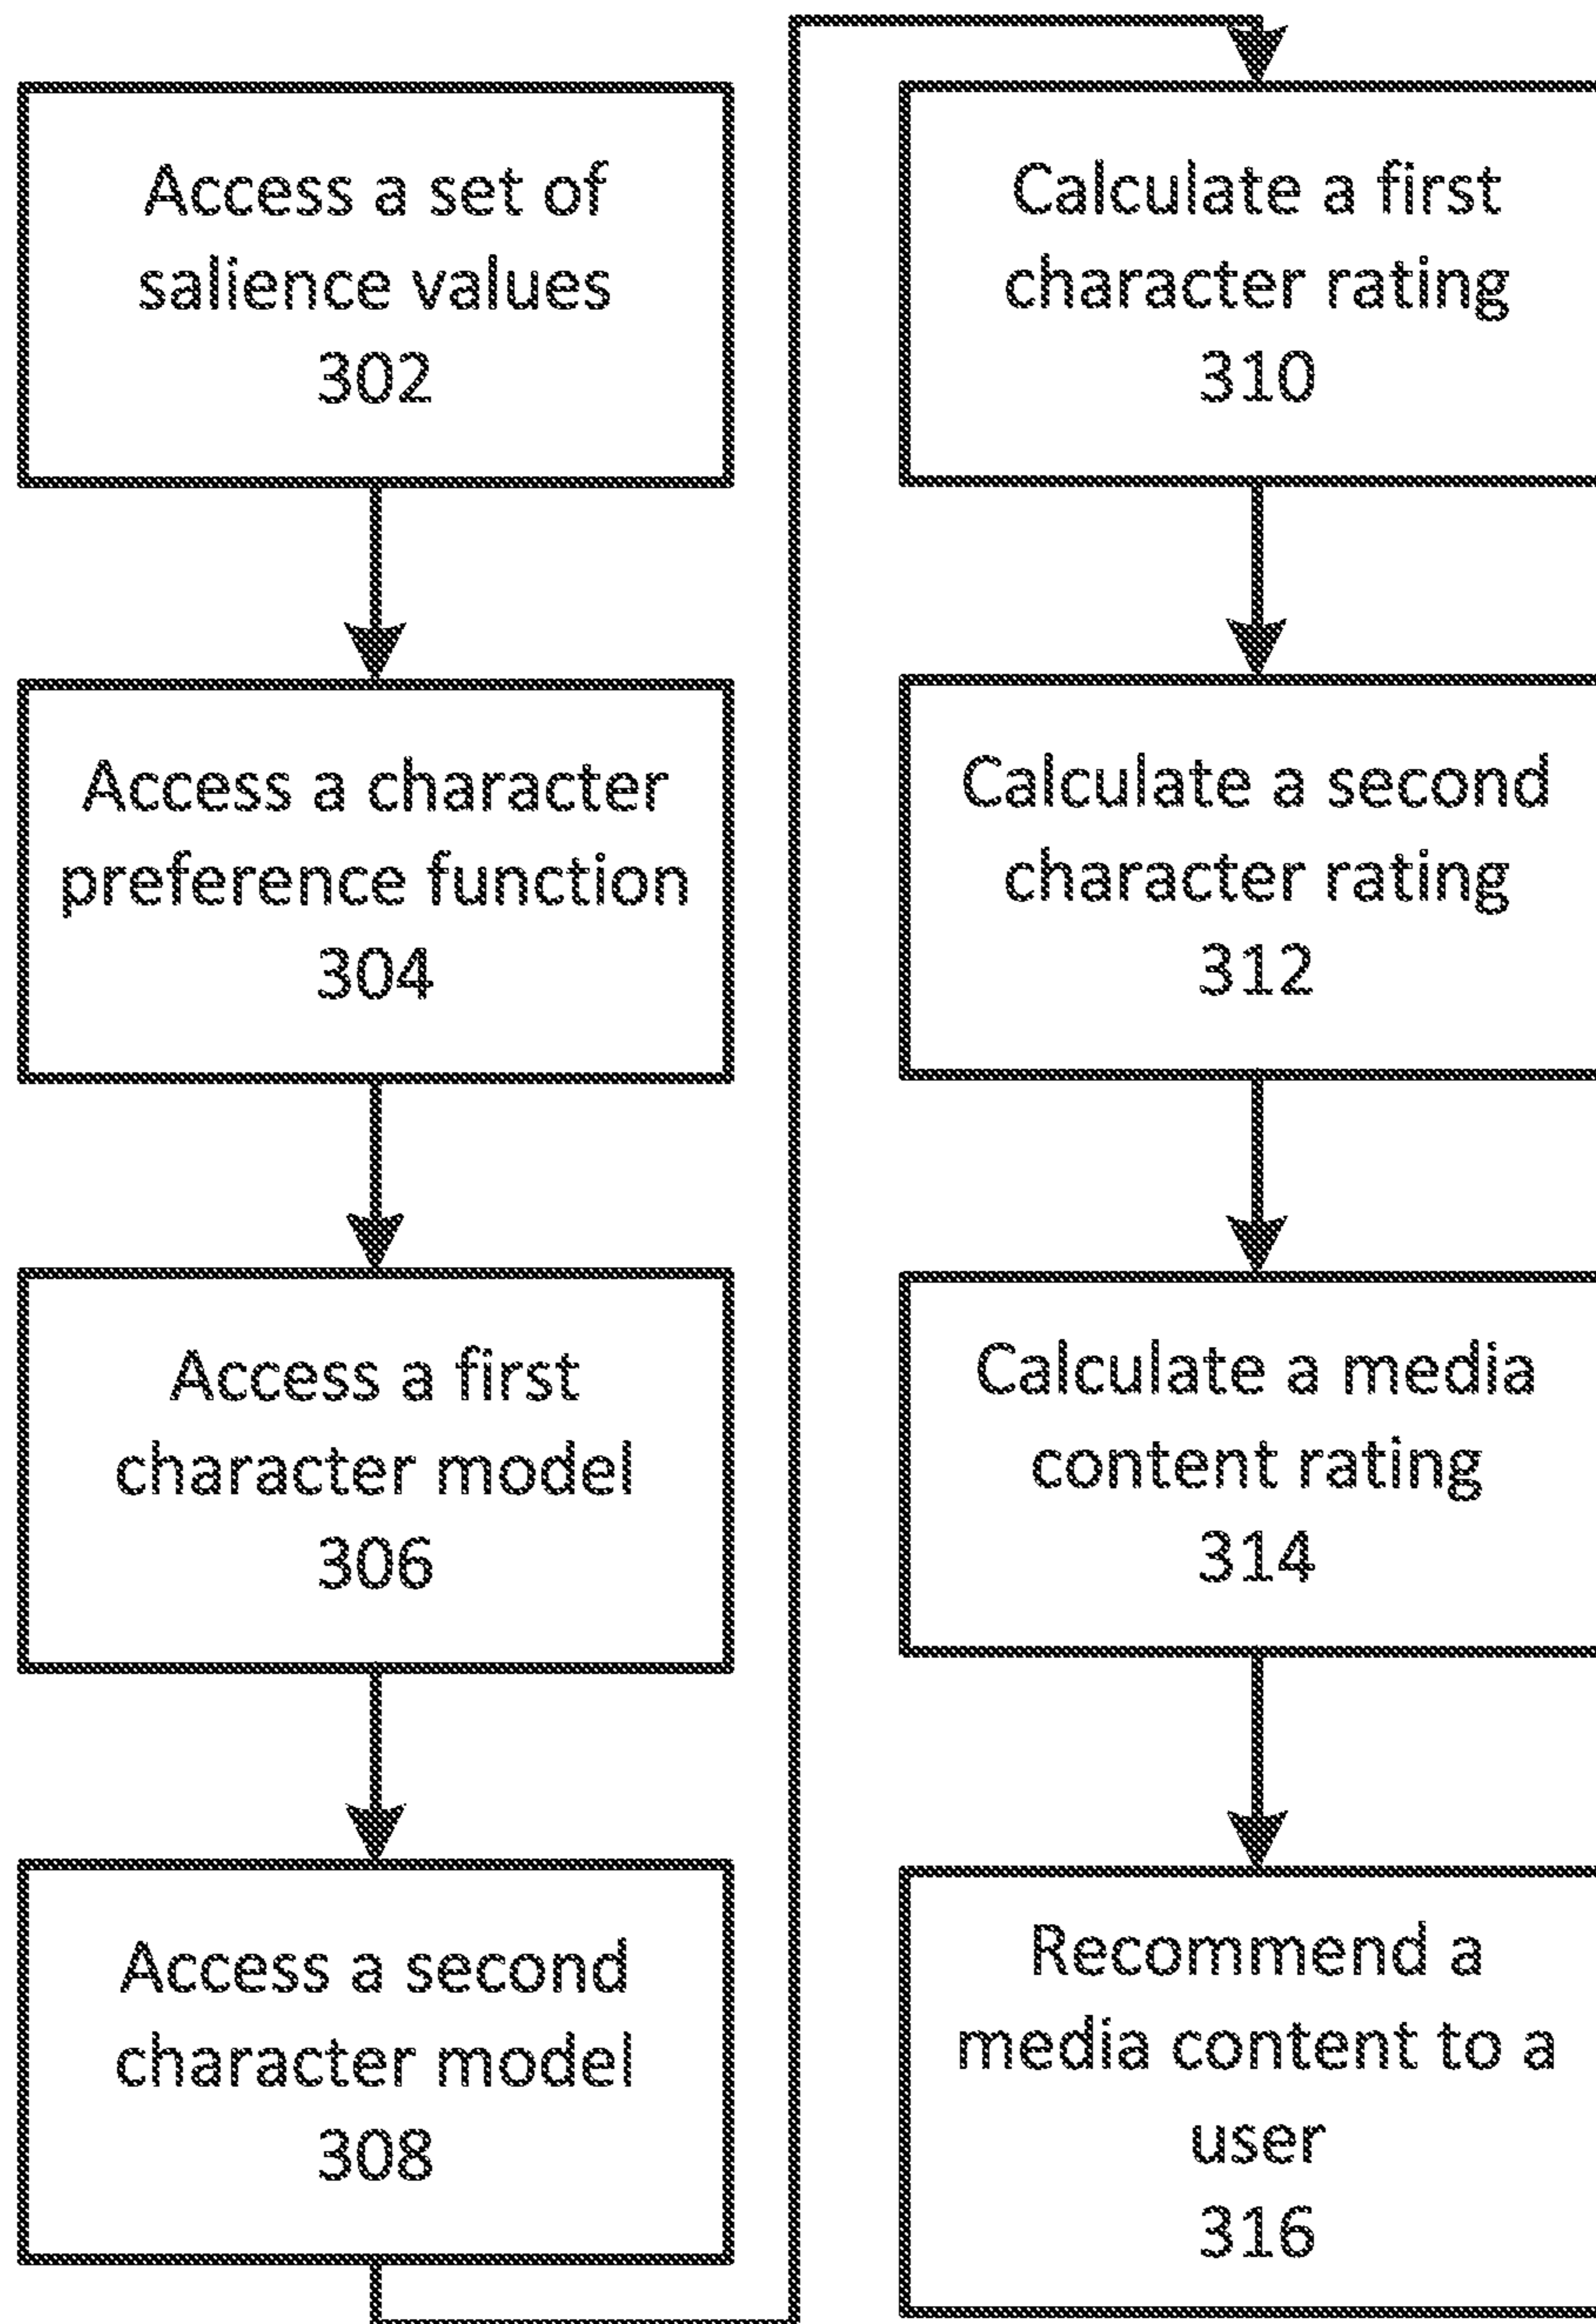 Access a set of
salience values
302
Access a character
preference function
304
Access a first
character model
306
Access a second
character model
308
Calculate a first
character rating
310
Calculate a second
character rating
312
Calculate a media
content rating
314
Recommend a
media content to a
user
316